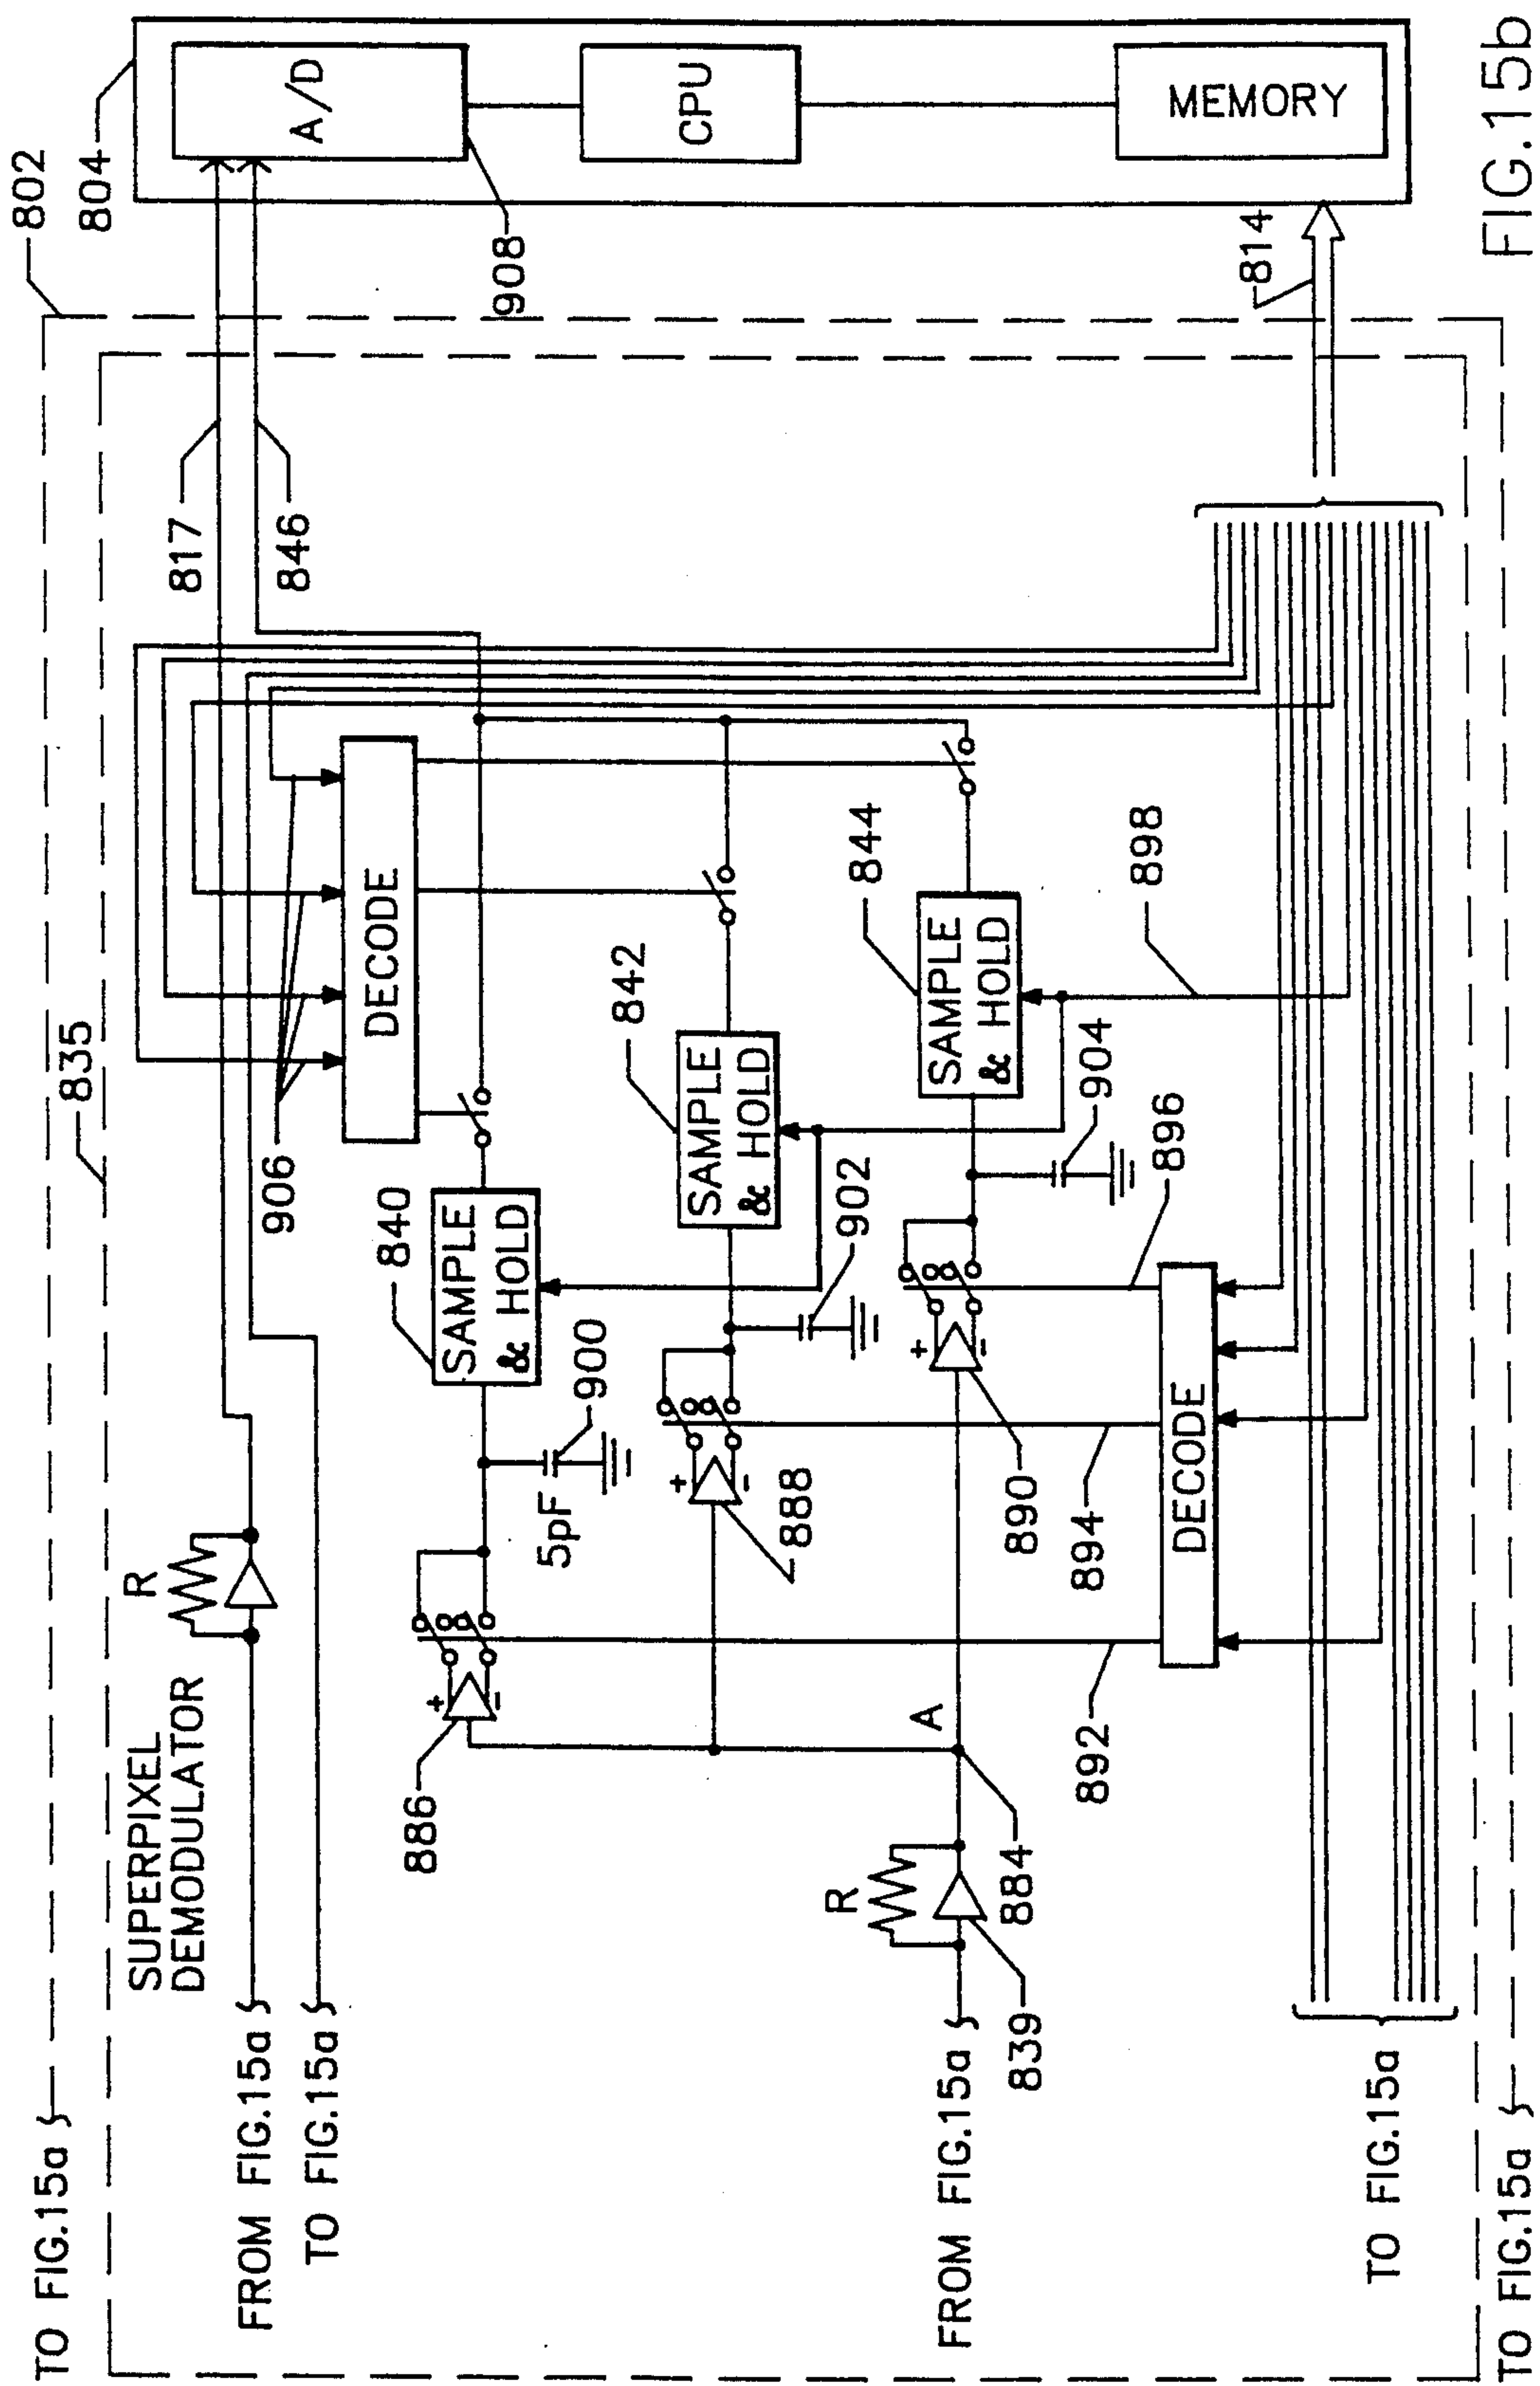 TO FIG.15a
835
802
804
SUPERPIXEL
DEMODULATOR
R
817
846
906
DECODE
A/D
908
CPU
MEMORY
FROM FIG.15a
TO FIG.15a
886
+
-
5pF
900
840
SAMPLE
& HOLD
888
+
-
902
842
SAMPLE
& HOLD
890
+
-
904
844
SAMPLE
& HOLD
FROM FIG.15a
839
R
884
A
892
894
896
898
DECODE
814
TO FIG.15a
TO FIG.15a
FIG.15b